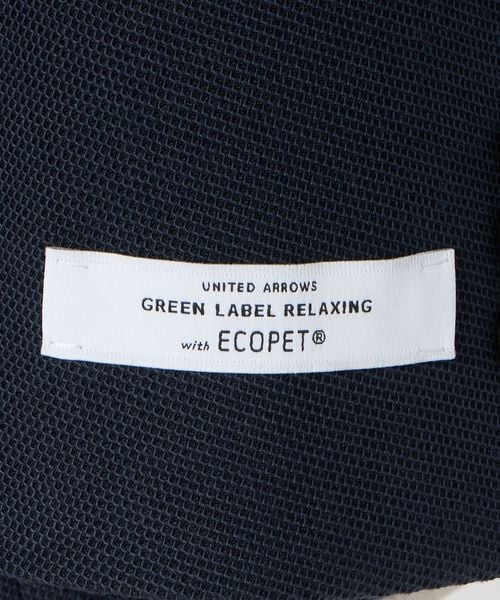 UNITED ARROWS
GREEN LABEL RELAXING
with ECOPET®